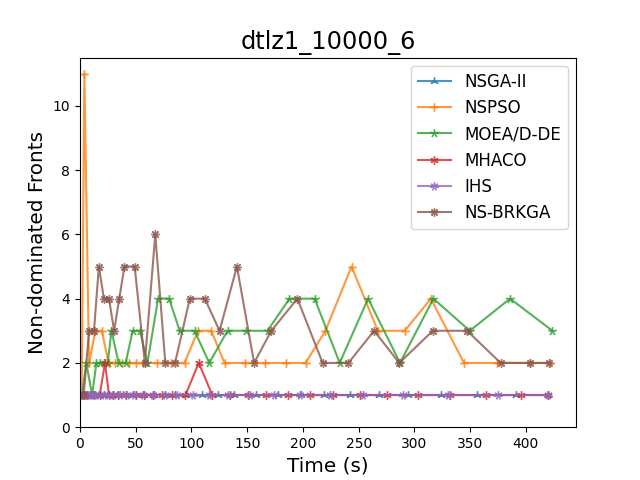 dtlz1_10000_6
Non-dominated Fronts
10
8
6
4
2
0
NSGA-II
NSPSO
MOEA/D-DE
MHACO
IHS
NS-BRKGA
0 50 100 150 200 250 300 350 400
Time (s)